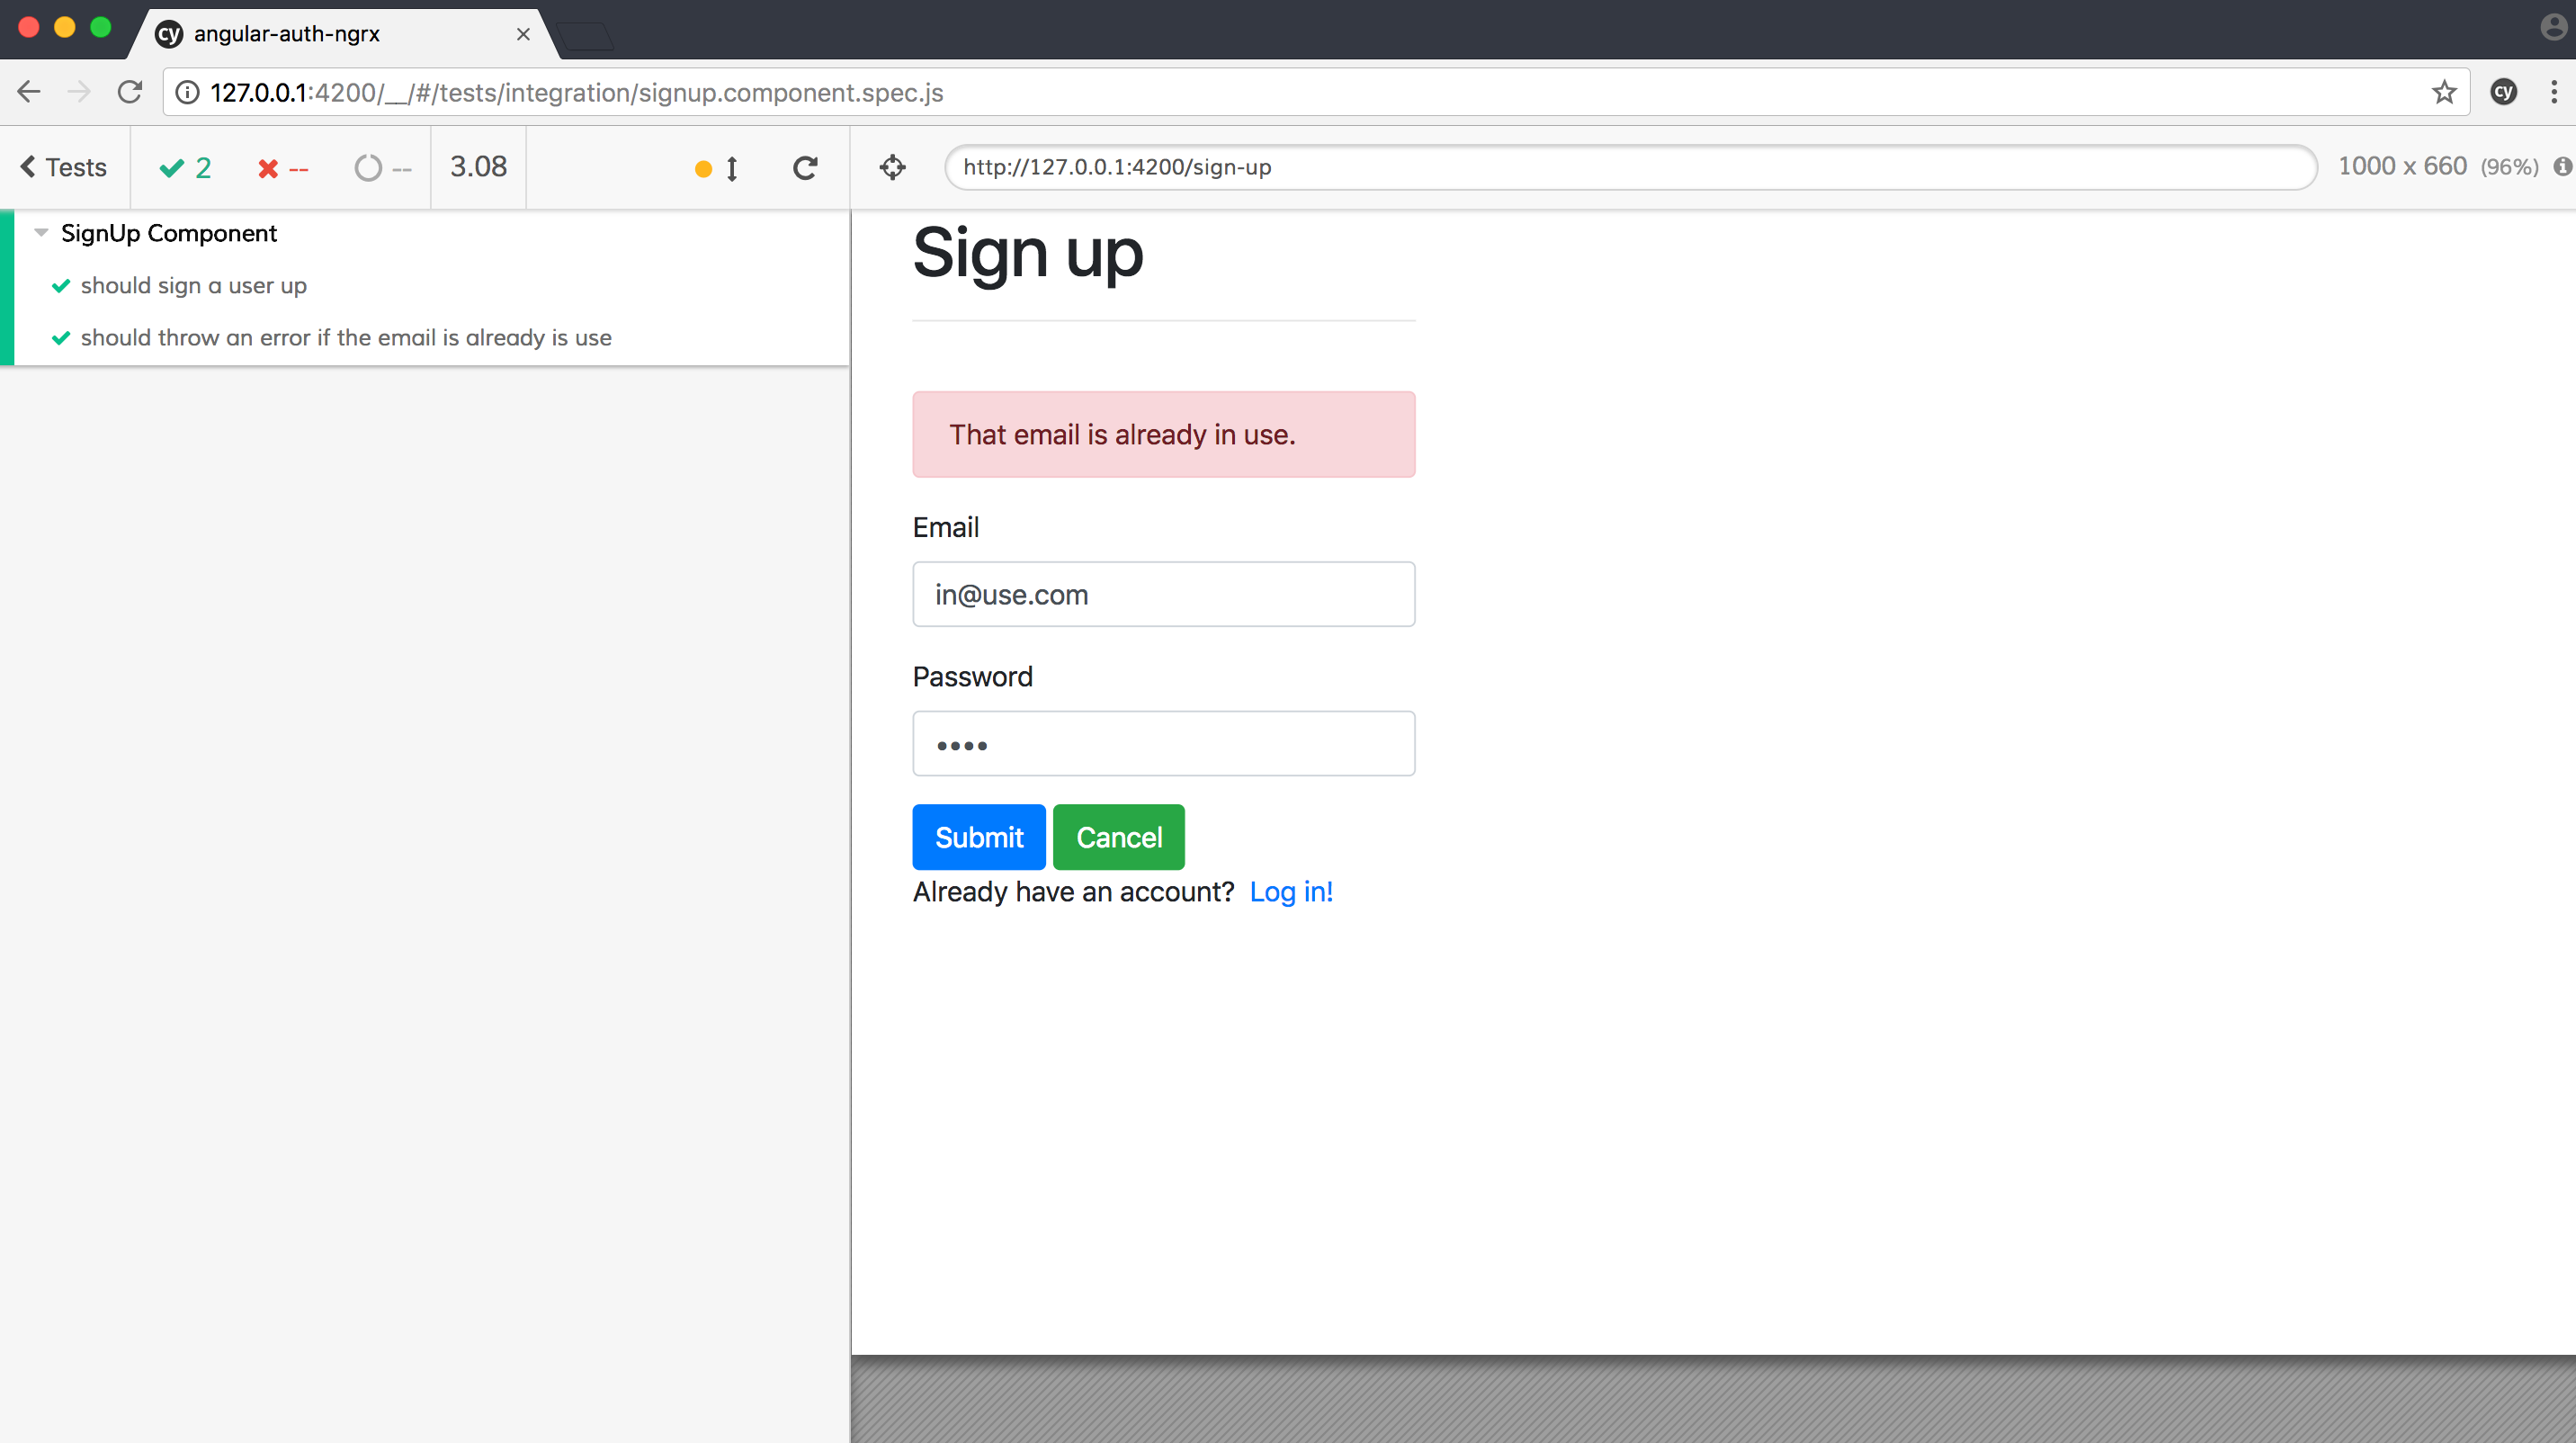 cy angular-auth-ngrx
127.0.0.1:4200/__/#/tests/integration/signup.component.spec.js
cy
Tests 2 -- -- 3.08
http://127.0.0.1:4200/sign-up 1000 x 660 (96%)
SignUp Component
should sign a user up
should throw an error if the email is already is use
Sign up
That email is already in use.
Email
in@use.com
Password
••••
Submit Cancel
Already have an account? Log in!